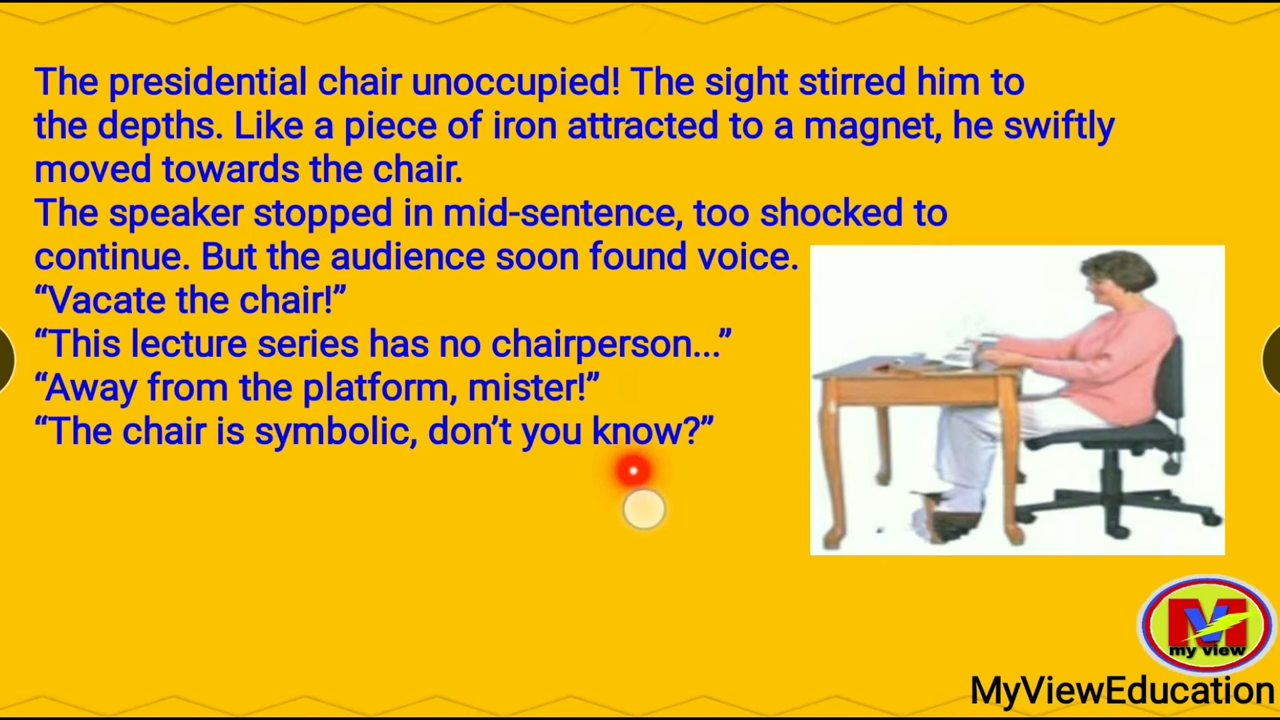 The presidential chair unoccupied! The sight stirred him to
the depths. Like a piece of iron attracted to a magnet, he swiftly
moved towards the chair.
The speaker stopped in mid-sentence, too shocked to
continue. But the audience soon found voice.
“Vacate the chair!”
“This lecture series has no chairperson...”
“Away from the platform, mister!”
“The chair is symbolic, don’t you know?”
MV
my view
MyViewEducation